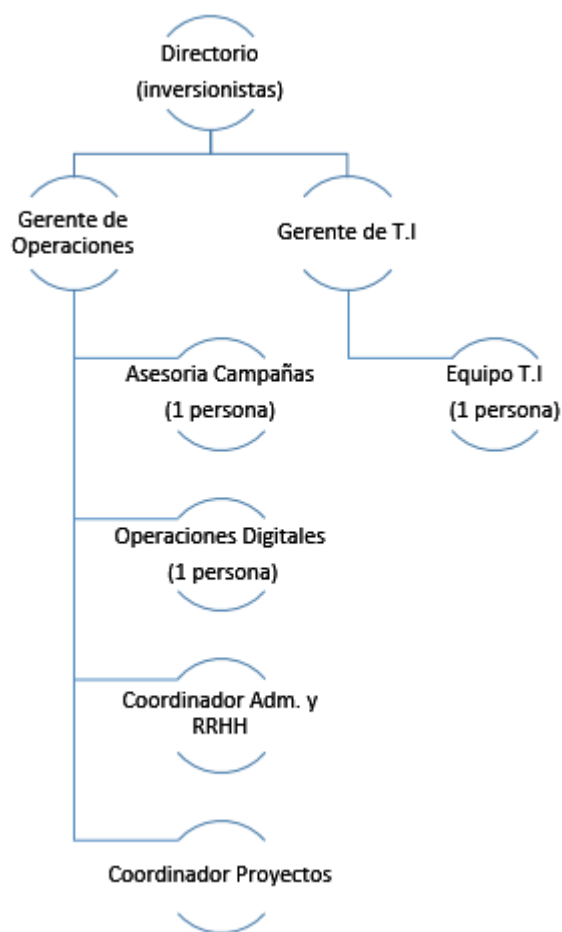 Directorio
(inversionistas)
Gerente de
Operaciones
Gerente de T.I
Asesoria Campañas
(1 persona)
Equipo T.I
(1 persona)
Operaciones Digitales
(1 persona)
Coordinador Adm. y
RRHH
Coordinador Proyectos